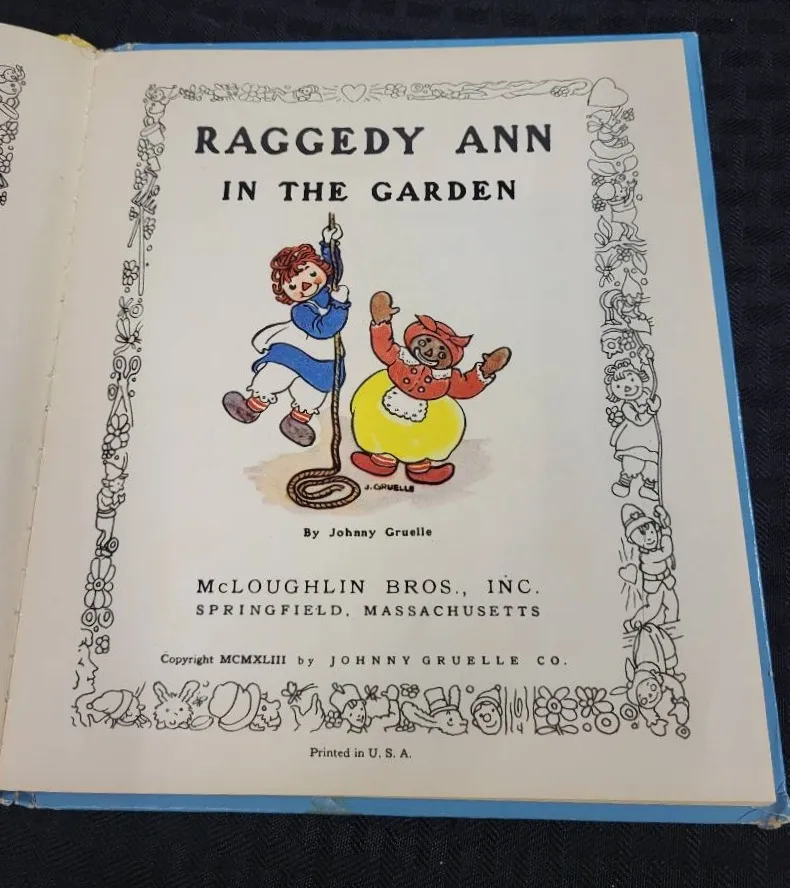 RAGGEDY ANN
IN THE GARDEN
J. GRUELLE
By Johnny Gruelle
McLOUGHLIN BROS., INC.
SPRINGFIELD, MASSACHUSETTS
Copyright MCMXLIII by JOHNNY GRUELLE CO.
Printed in U. S. A.